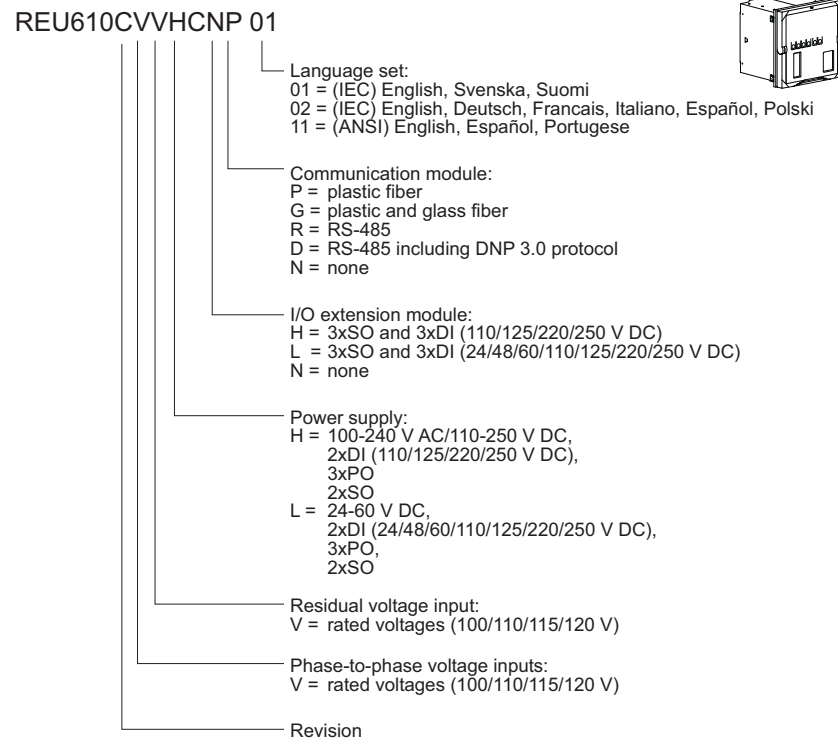 REU610CVVHCNP 01
Language set:
01 = (IEC) English, Svenska, Suomi
02 = (IEC) English, Deutsch, Francais, Italiano, Español, Polski
11 = (ANSI) English, Español, Portugese
Communication module:
P = plastic fiber
G = plastic and glass fiber
R = RS-485
D = RS-485 including DNP 3.0 protocol
N = none
I/O extension module:
H = 3xSO and 3xDI (110/125/220/250 V DC)
L = 3xSO and 3xDI (24/48/60/110/125/220/250 V DC)
N = none
Power supply:
H = 100-240 V AC/110-250 V DC,
2xDI (110/125/220/250 V DC),
3xPO
2xSO
L = 24-60 V DC,
2xDI (24/48/60/110/125/220/250 V DC),
3xPO,
2xSO
Residual voltage input:
V = rated voltages (100/110/115/120 V)
Phase-to-phase voltage inputs:
V = rated voltages (100/110/115/120 V)
Revision